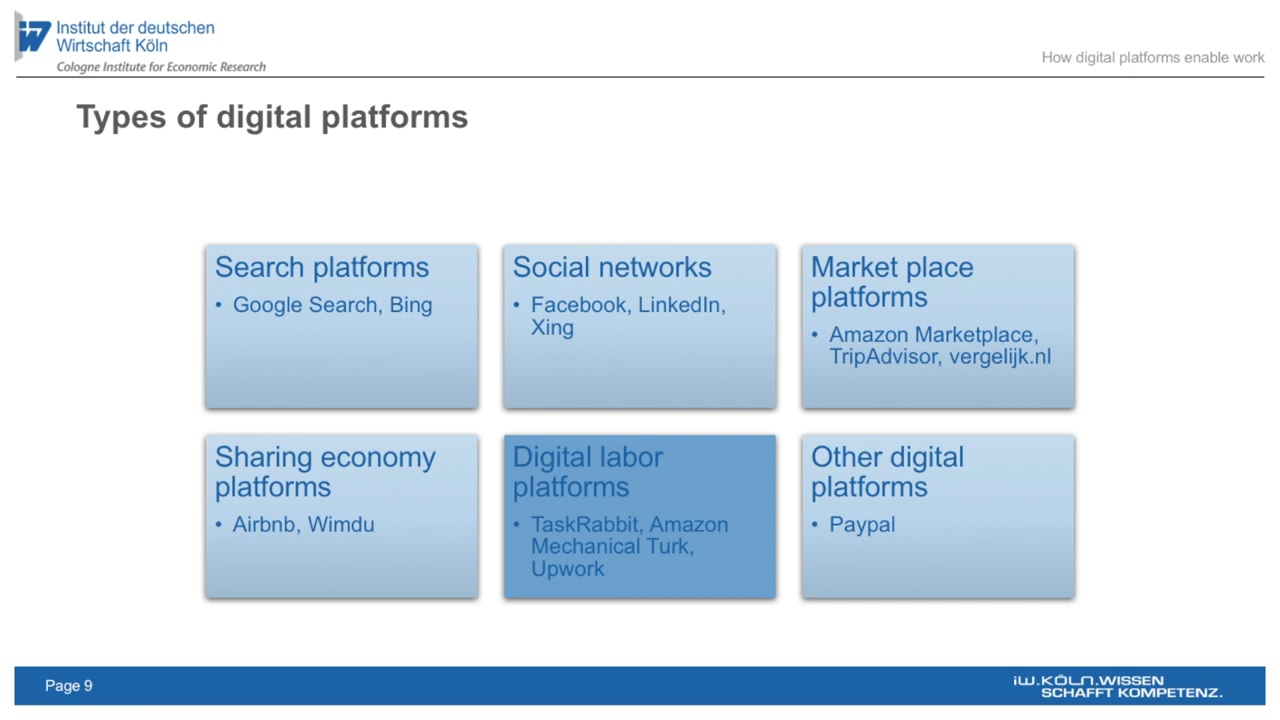 Institut der deutschen
Wirtschaft Köln
Cologne Institute for Economic Research
How digital platforms enable work
Types of digital platforms
Search platforms
• Google Search, Bing
Social networks
• Facebook, LinkedIn,
Xing
Market place
platforms
• Amazon Marketplace,
TripAdvisor, vergelijk.nl
Sharing economy
platforms
• Airbnb, Wimdu
Digital labor
platforms
• TaskRabbit, Amazon
Mechanical Turk,
Upwork
Other digital
platforms
• Paypal
Page 9
iW.KÖLN.WISSEN
SCHAFFT KOMPETENZ.